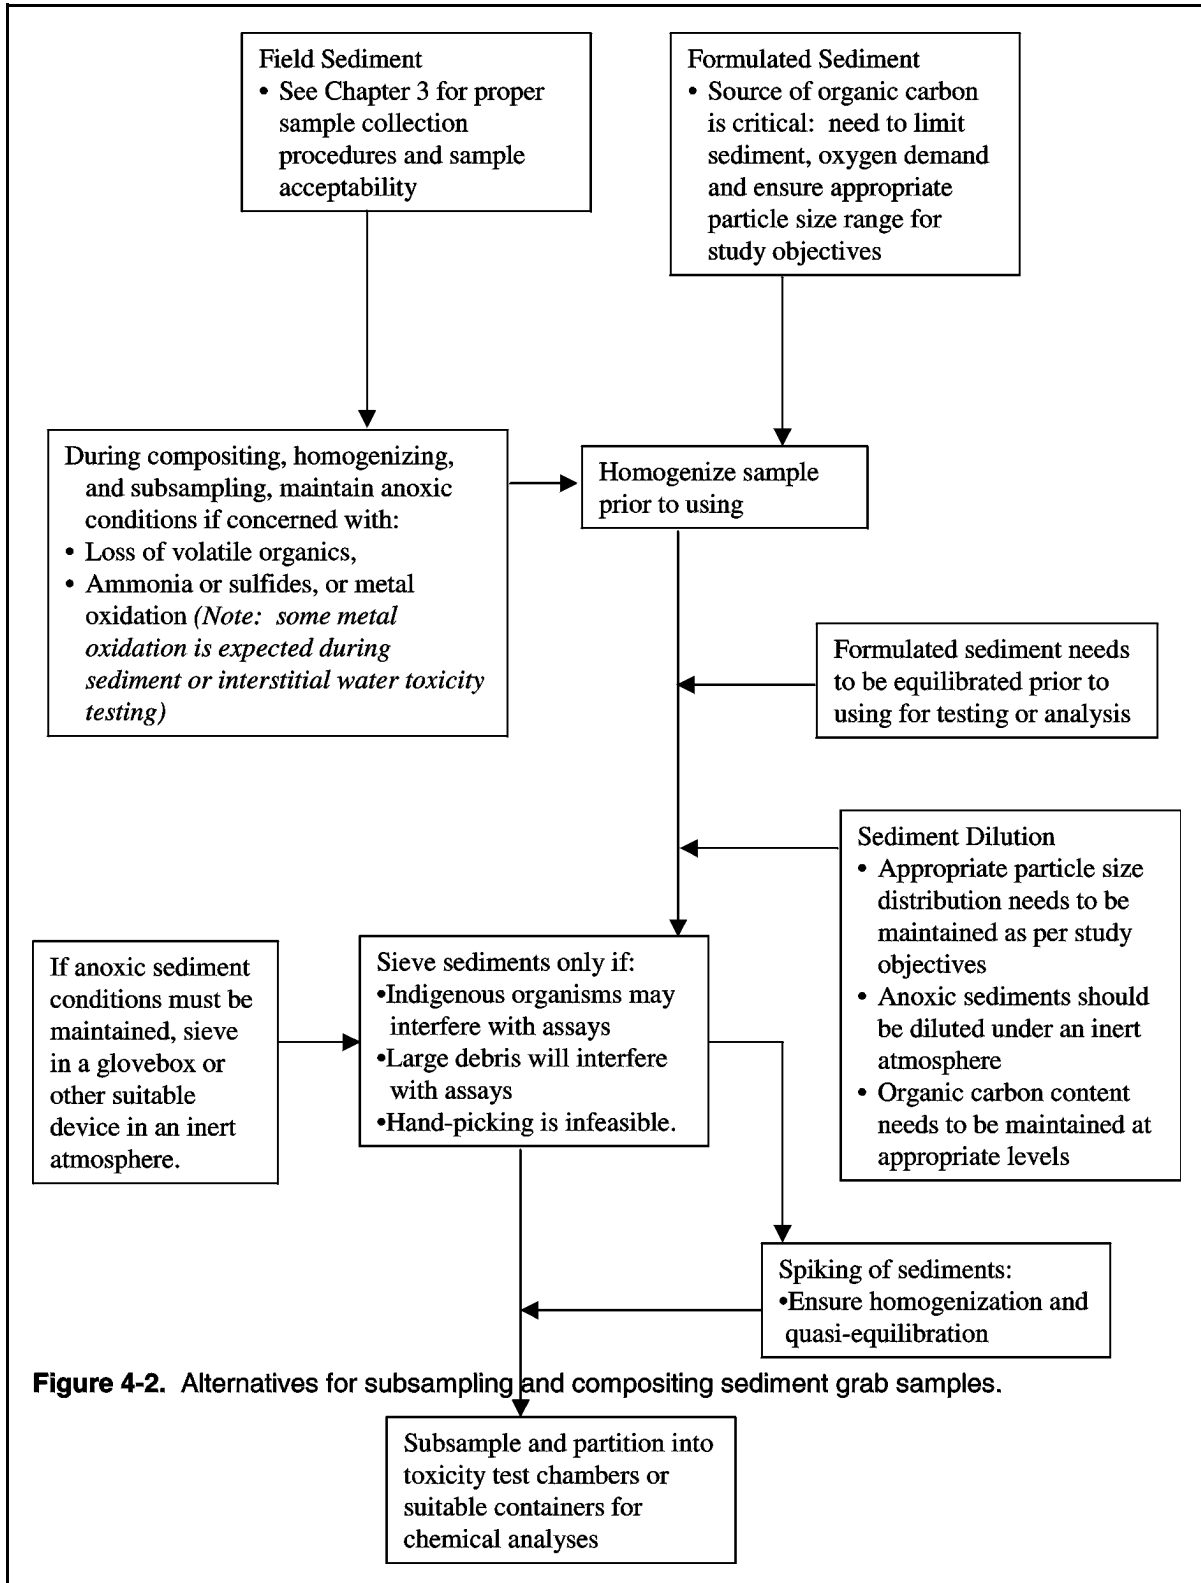 Field Sediment
• See Chapter 3 for proper
sample collection
procedures and sample
acceptability
Formulated Sediment
• Source of organic carbon
is critical: need to limit
sediment, oxygen demand
and ensure appropriate
particle size range for
study objectives
During compositing, homogenizing,
and subsampling, maintain anoxic
conditions if concerned with:
• Loss of volatile organics,
• Ammonia or sulfides, or metal
oxidation (Note: some metal
oxidation is expected during
sediment or interstitial water toxicity
testing)
Homogenize sample
prior to using
Formulated sediment needs
to be equilibrated prior to
using for testing or analysis
Sediment Dilution
• Appropriate particle size
distribution needs to be
maintained as per study
objectives
• Anoxic sediments should
be diluted under an inert
atmosphere
• Organic carbon content
needs to be maintained at
appropriate levels
If anoxic sediment
conditions must be
maintained, sieve
in a glovebox or
other suitable
device in an inert
atmosphere.
Sieve sediments only if:
•Indigenous organisms may
interfere with assays
•Large debris will interfere
with assays
•Hand-picking is infeasible.
Spiking of sediments:
•Ensure homogenization and
quasi-equilibration
Figure 4-2. Alternatives for subsampling and compositing sediment grab samples.
Subsample and partition into
toxicity test chambers or
suitable containers for
chemical analyses